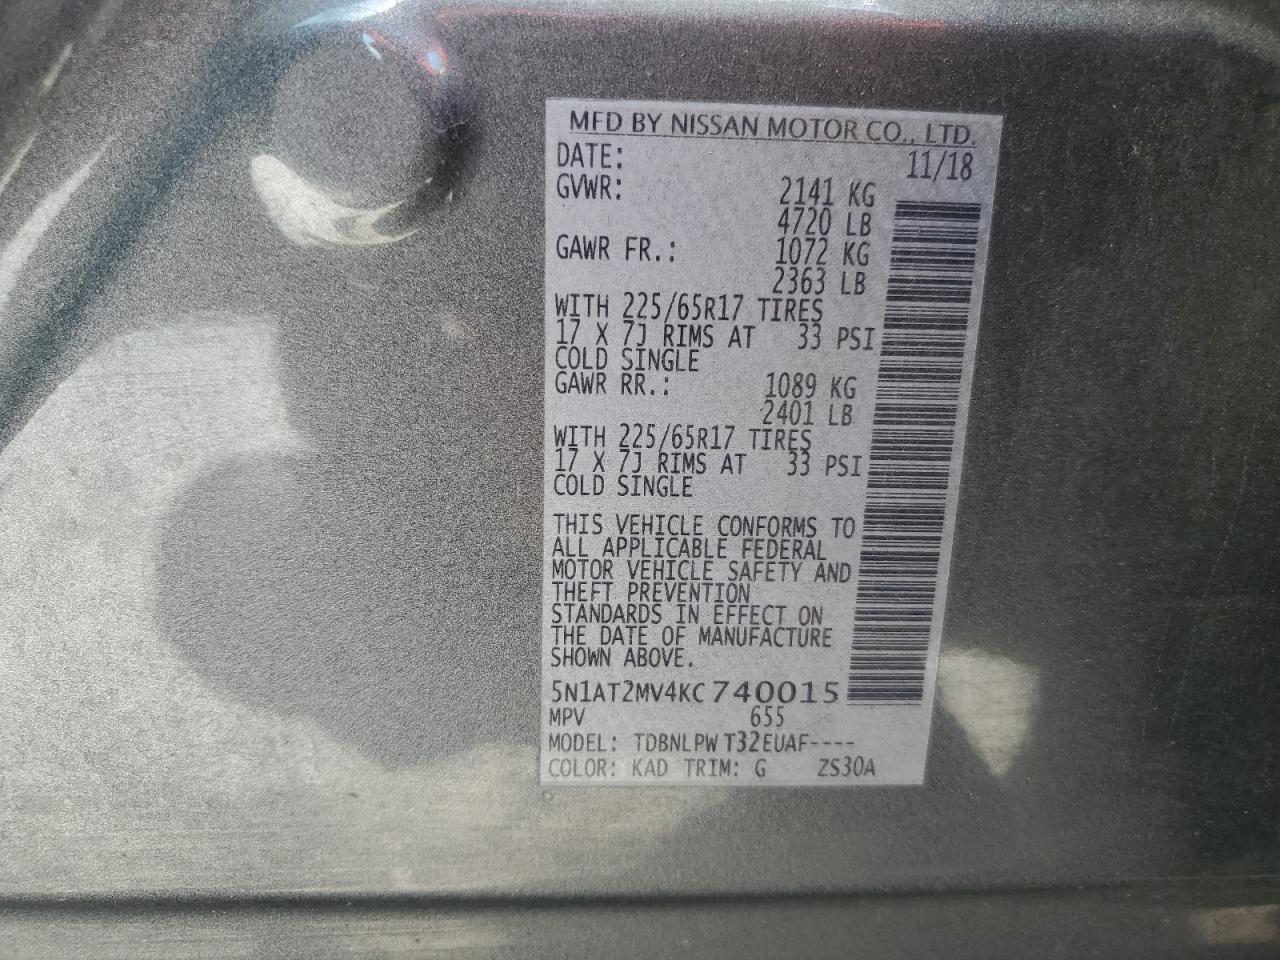 MFD BY NISSAN MOTOR CO., LTD.
DATE: 11/18
GVWR: 2141 KG
4720 LB
GAWR FR.: 1072 KG
2363 LB
WITH 225/65R17 TIRES
17 X 7J RIMS AT 33 PSI
COLD SINGLE
GAWR RR.: 1089 KG
2401 LB
WITH 225/65R17 TIRES
17 X 7J RIMS AT 33 PSI
COLD SINGLE
THIS VEHICLE CONFORMS TO
ALL APPLICABLE FEDERAL
MOTOR VEHICLE SAFETY AND
THEFT PREVENTION
STANDARDS IN EFFECT ON
THE DATE OF MANUFACTURE
SHOWN ABOVE.
5N1AT2MV4KC740015
MPV 655
MODEL: TDBNLPW T32EUAF----
COLOR: KAD TRIM: G ZS30A